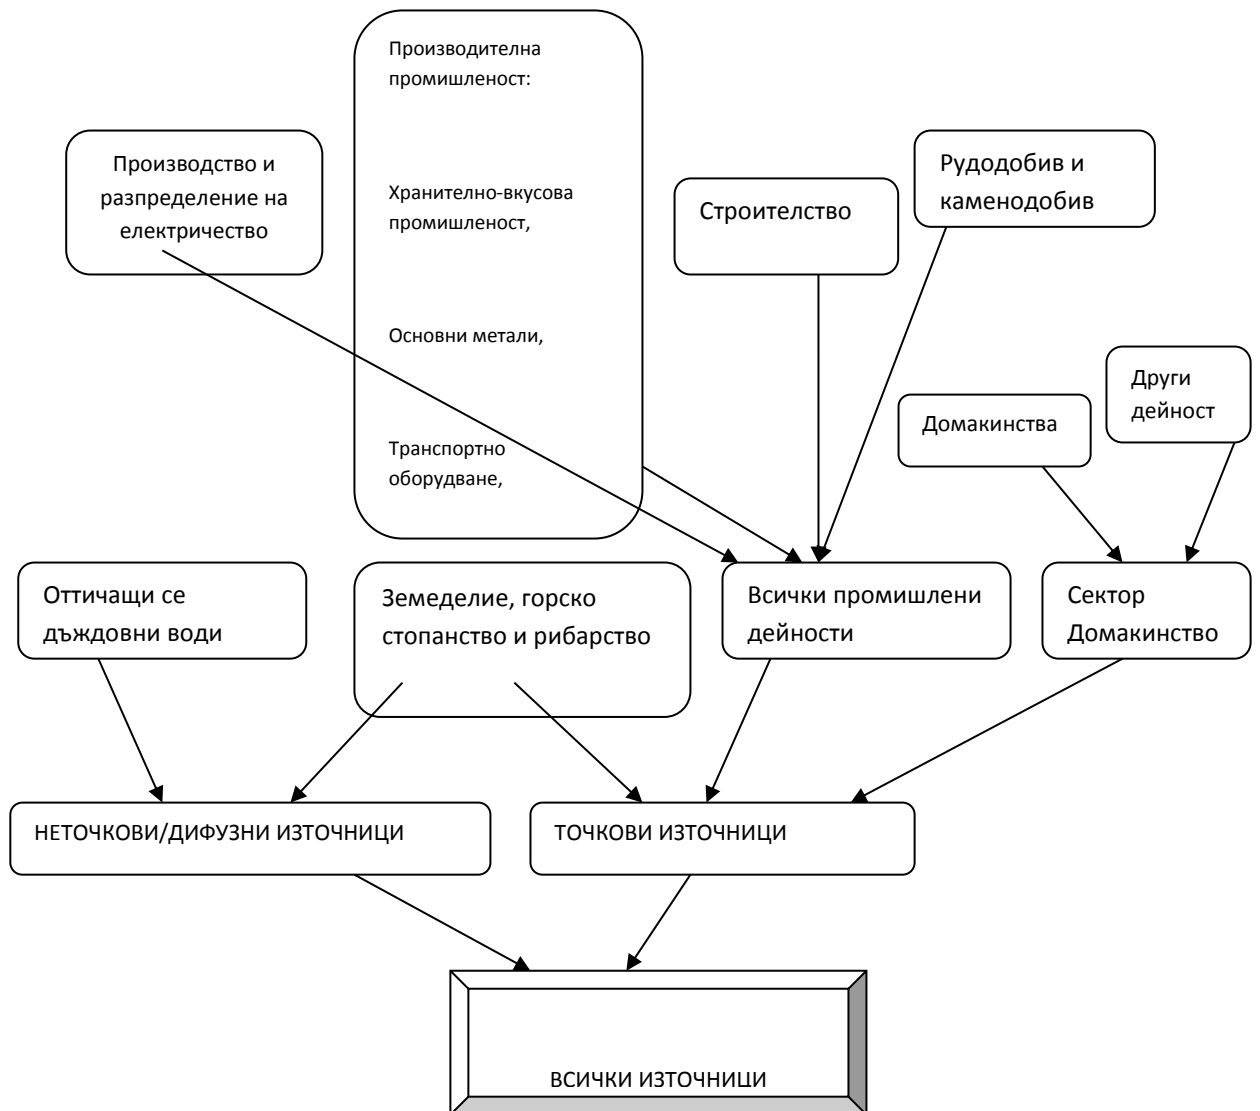 Производителна
промишленост:
Хранително-вкусова
промишленост,
Основни метали,
Транспортно
оборудване,
Производство и
разпределение на
електричество
Строителство
Рудодобив и
каменодобив
Домакинства
Други
дейност
Оттичащи се
дъждовни води
Земеделие, горско
стопанство и рибарство
Всички промишлени
дейности
Сектор
Домакинство
НЕТОЧКОВИ/ДИФУЗНИ ИЗТОЧНИЦИ
ТОЧКОВИ ИЗТОЧНИЦИ
ВСИЧКИ ИЗТОЧНИЦИ